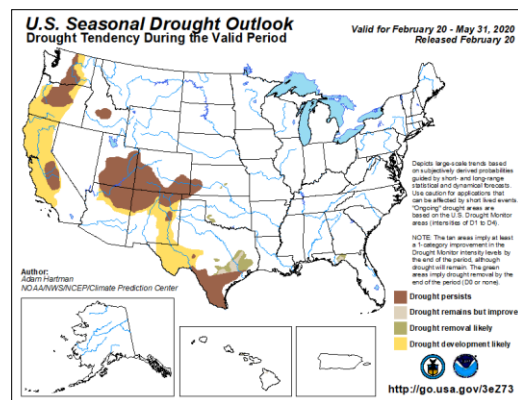 U.S. Seasonal Drought Outlook
Drought Tendency During the Valid Period
Valid for February 20 - May 31, 2020
Released February 20
Depicts large-scale trends based
on subjectively derived probabilities
guided by short- and long-range
statistical and dynamical forecasts.
Use caution for applications that
can be affected by short lived events.
"Ongoing" drought areas are
based on the U.S. Drought Monitor
areas (intensities of D1 to D4).
NOTE: The tan areas imply at least
a 1-category improvement in the
Drought Monitor intensity levels by
the end of the period, although
drought will remain. The green
areas imply drought removal by the
end of the period (D0 or none).
Author:
Adam Hartman
NOAA/NWS/NCEP/Climate Prediction Center
Drought persists
Drought remains but improve
Drought removal likely
Drought development likely
http://go.usa.gov/3eZ73